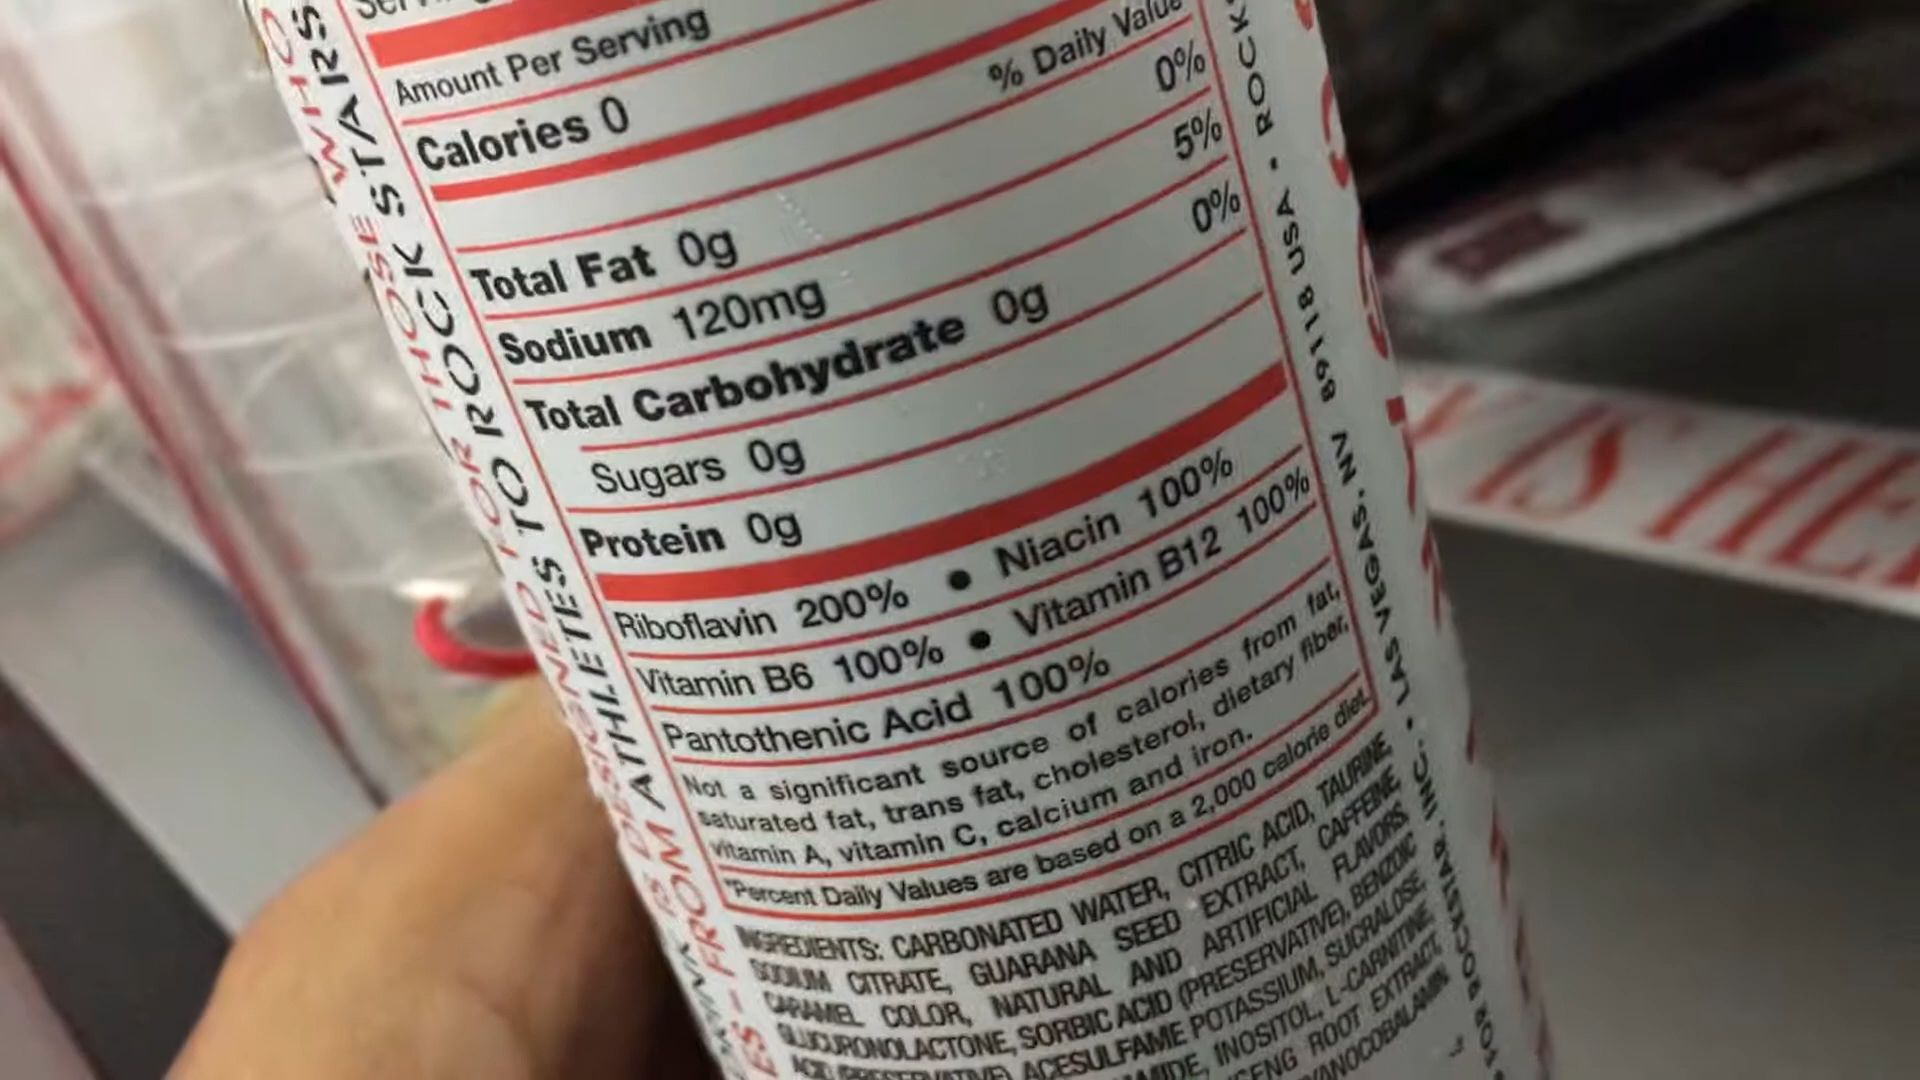 Amount Per Serving
Calories 0
% Daily Value
Total Fat 0g 0%
Sodium 120mg 5%
Total Carbohydrate 0g 0%
Sugars 0g
Protein 0g
Riboflavin 200% • Niacin 100%
Vitamin B6 100% • Vitamin B12 100%
Pantothenic Acid 100%
Not a significant source of calories from fat,
saturated fat, trans fat, cholesterol, dietary fiber,
vitamin A, vitamin C, calcium and iron.
*Percent Daily Values are based on a 2,000 calorie diet.
INGREDIENTS: CARBONATED WATER, CITRIC ACID, TAURINE,
SODIUM CITRATE, GUARANA SEED EXTRACT, CAFFEINE,
CARAMEL COLOR, NATURAL AND ARTIFICIAL FLAVORS,
GLUCURONOLACTONE, SORBIC ACID (PRESERVATIVE), BENZOIC
ACID (PRESERVATIVE), ACESULFAME POTASSIUM, SUCRALOSE,
INOSITOL, L-CARNITINE,
ROOT EXTRACT,
IS DESIGNED FOR THOSE WHO
FROM ATHLETES TO ROCK STARS
FOR ROCKSTAR, INC. • LAS VEGAS, NV 89118 USA • ROCK
IS HE